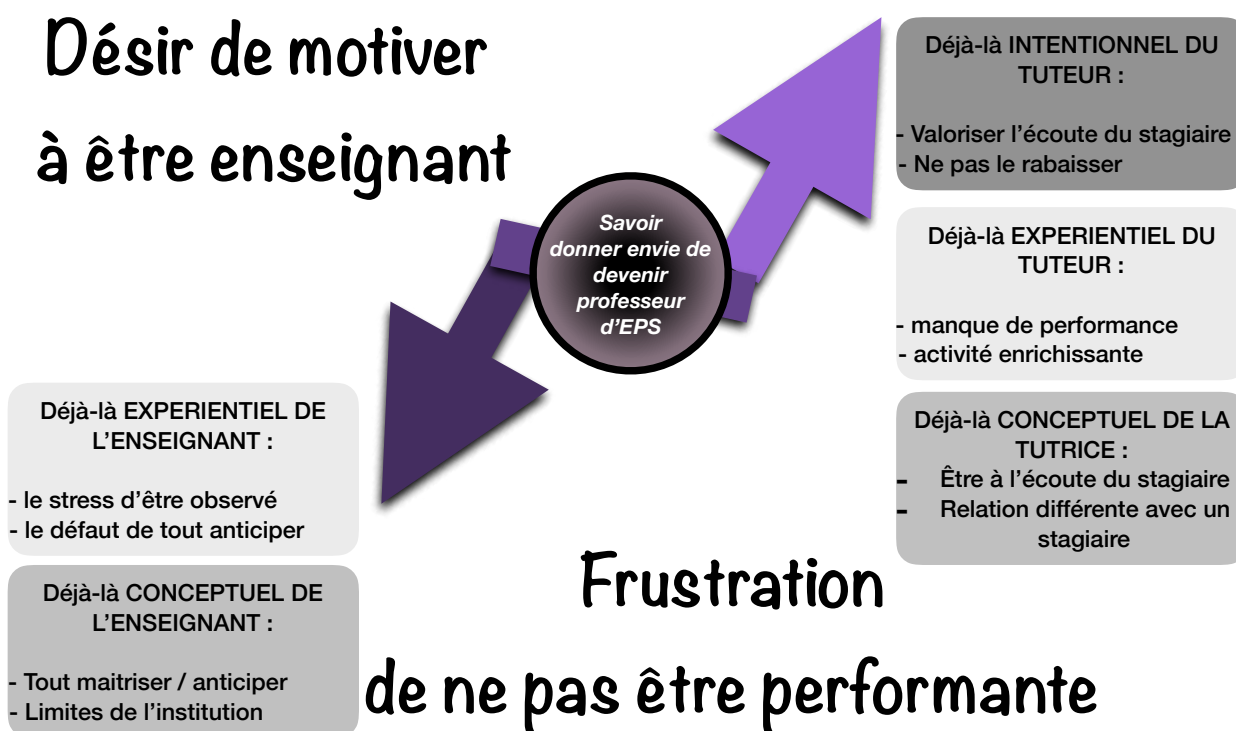 Désir de motiver
à être enseignant
Savoir
donner envie de
devenir
professeur
d'EPS
Déjà-là INTENTIONNEL DU
TUTEUR :
- Valoriser l'écoute du stagiaire
- Ne pas le rabaisser
Déjà-là EXPERIENTIEL DU
TUTEUR :
- manque de performance
- activité enrichissante
Déjà-là CONCEPTUEL DE LA
TUTRICE :
- Être à l'écoute du stagiaire
- Relation différente avec un
stagiaire
Déjà-là EXPERIENTIEL DE
L'ENSEIGNANT :
- le stress d'être observé
- le défaut de tout anticiper
Déjà-là CONCEPTUEL DE
L'ENSEIGNANT :
- Tout maitriser / anticiper
- Limites de l'institution
Frustration
de ne pas être performante